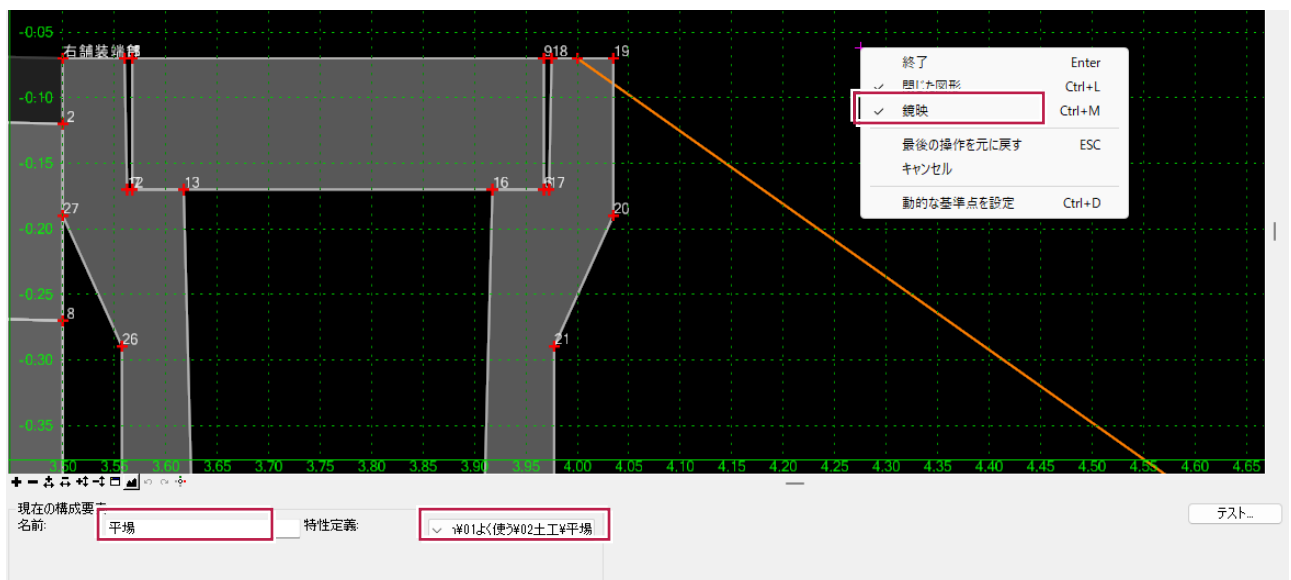 -0.05
右舗装端部
918
19
-0.10
2
-0.15
12
13
16
17
27
20
-0.20
-0.25
8
26
21
-0.30
-0.35
3.50 3.55 3.60 3.65 3.70 3.75 3.80 3.85 3.90 3.95 4.00 4.05 4.10 4.15 4.20 4.25 4.30 4.35 4.40 4.45 4.50 4.55 4.60 4.65
終了 Enter
閉じた図形 Ctrl+L
鏡映 Ctrl+M
最後の操作を元に戻す ESC
キャンセル
動的な基準点を設定 Ctrl+D
現在の構成要素
名前: 平場 特性定義: ¥01よく使う¥02土工¥平場
テスト...